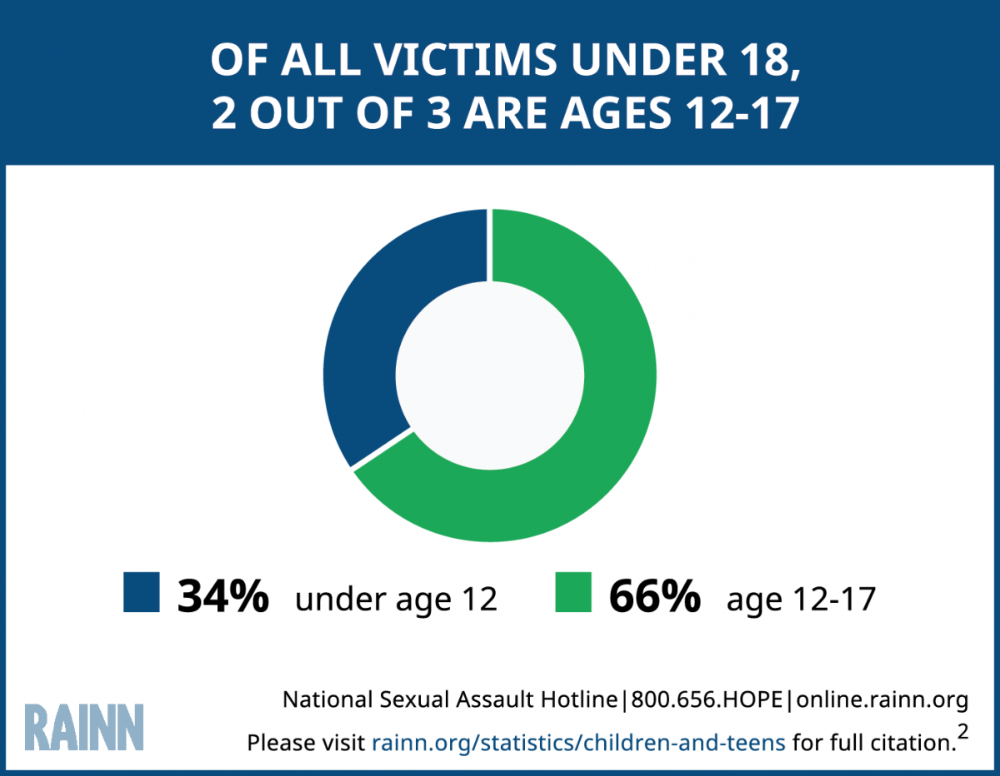 OF ALL VICTIMS UNDER 18,
2 OUT OF 3 ARE AGES 12-17
34% under age 12 66% age 12-17
National Sexual Assault Hotline|800.656.HOPE|online.rainn.org
RAINN
Please visit rainn.org/statistics/children-and-teens for full citation.2